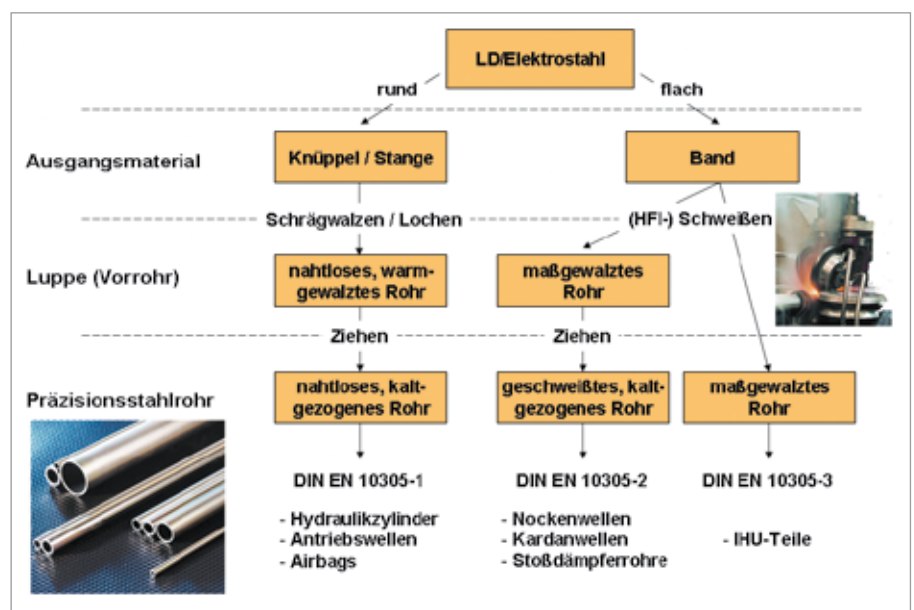 LD/Elektrostahl
rund
flach
Ausgangsmaterial
Knüppel / Stange
Band
Schrägwalzen / Lochen
(HFI-) Schweißen
Luppe (Vorrohr)
nahtloses, warm-
gewalztes Rohr
maßgewalztes
Rohr
Ziehen
Ziehen
Präzisionsstahlrohr
nahtloses, kalt-
gezogenes Rohr
geschweißtes, kalt-
gezogenes Rohr
maßgewalztes
Rohr
DIN EN 10305-1
DIN EN 10305-2
DIN EN 10305-3
- Hydraulikzylinder
- Antriebswellen
- Airbags
- Nockenwellen
- Kardanwellen
- Stoßdämpferrohre
- IHU-Teile